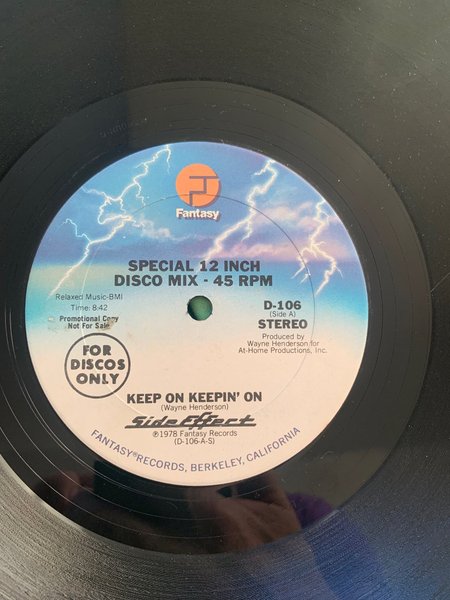 Fantasy
SPECIAL 12 INCH
DISCO MIX - 45 RPM
Relaxed Music-BMI
Time: 8:42
Promotional Copy
Not For Sale
FOR
DISCOS
ONLY
D-106
(Side A)
STEREO
Produced by
Wayne Henderson for
At-Home Productions, Inc.
KEEP ON KEEPIN' ON
(Wayne Henderson)
Side Effect
℗1978 Fantasy Records
(D-106-A-S)
FANTASY®RECORDS, BERKELEY, CALIFORNIA